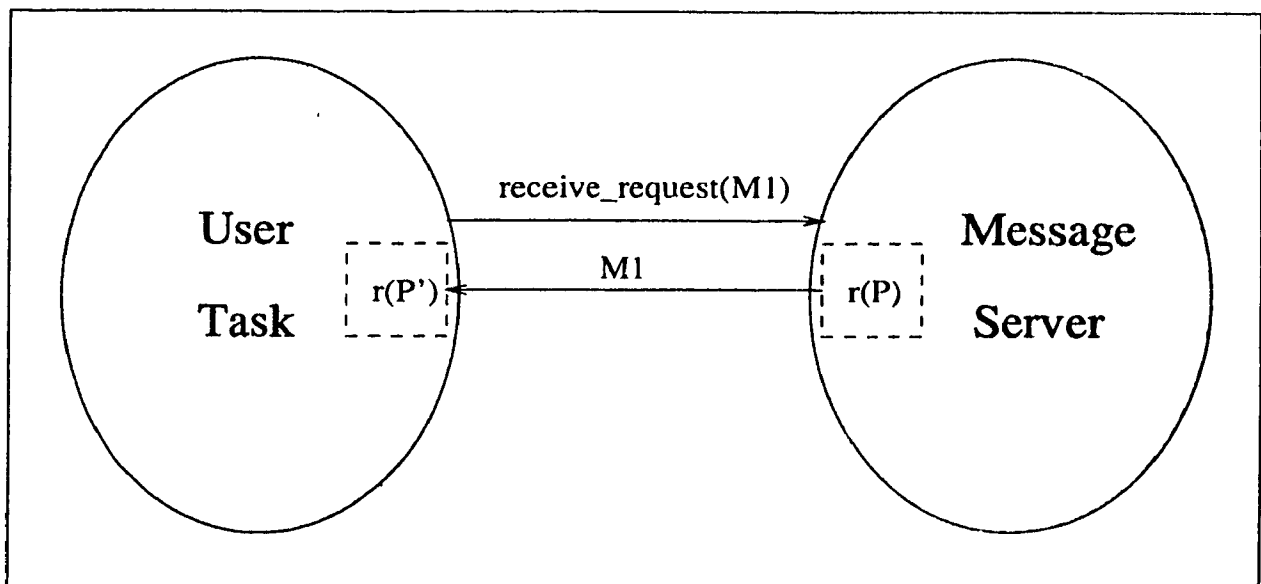 receive_request(M1)
User
Task
r(P')
M1
r(P)
Message
Server